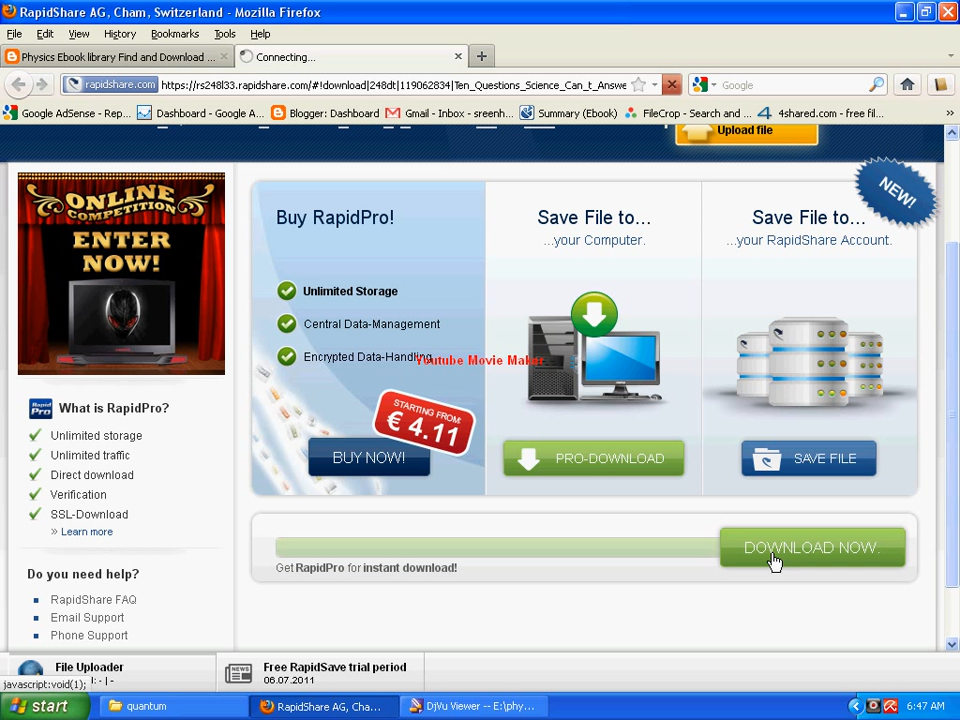 RapidShare AG, Cham, Switzerland - Mozilla Firefox
File Edit View History Bookmarks Tools Help
Physics Ebook library Find and Download ...
Connecting...
rapidshare.com
https://rs248l33.rapidshare.com/#!download|248dt|119062834|Ten_Questions_Science_Can_t_Answe
Google
Google AdSense - Rep...
Dashboard - Google A...
Blogger: Dashboard
Gmail - Inbox - sreenh...
Summary (Ebook)
FileCrop - Search and ...
4shared.com - free fil...
Upload file
NEW!
ONLINE
COMPETITION
ENTER
NOW!
Buy RapidPro!
Unlimited Storage
Central Data-Management
Encrypted Data-Handling
STARTING FROM:
€ 4.11
BUY NOW!
Save File to...
...your Computer.
PRO-DOWNLOAD
Save File to...
...your RapidShare Account.
SAVE FILE
Youtube Movie Maker
Rapid
Pro
What is RapidPro?
Unlimited storage
Unlimited traffic
Direct download
Verification
SSL-Download
» Learn more
DOWNLOAD NOW.
Get RapidPro for instant download!
Do you need help?
RapidShare FAQ
Email Support
Phone Support
File Uploader
javascript:void(1);
NEWS
Free RapidSave trial period
06.07.2011
start
quantum
RapidShare AG, Cha...
DjVu Viewer -- E:\phy...
6:47 AM